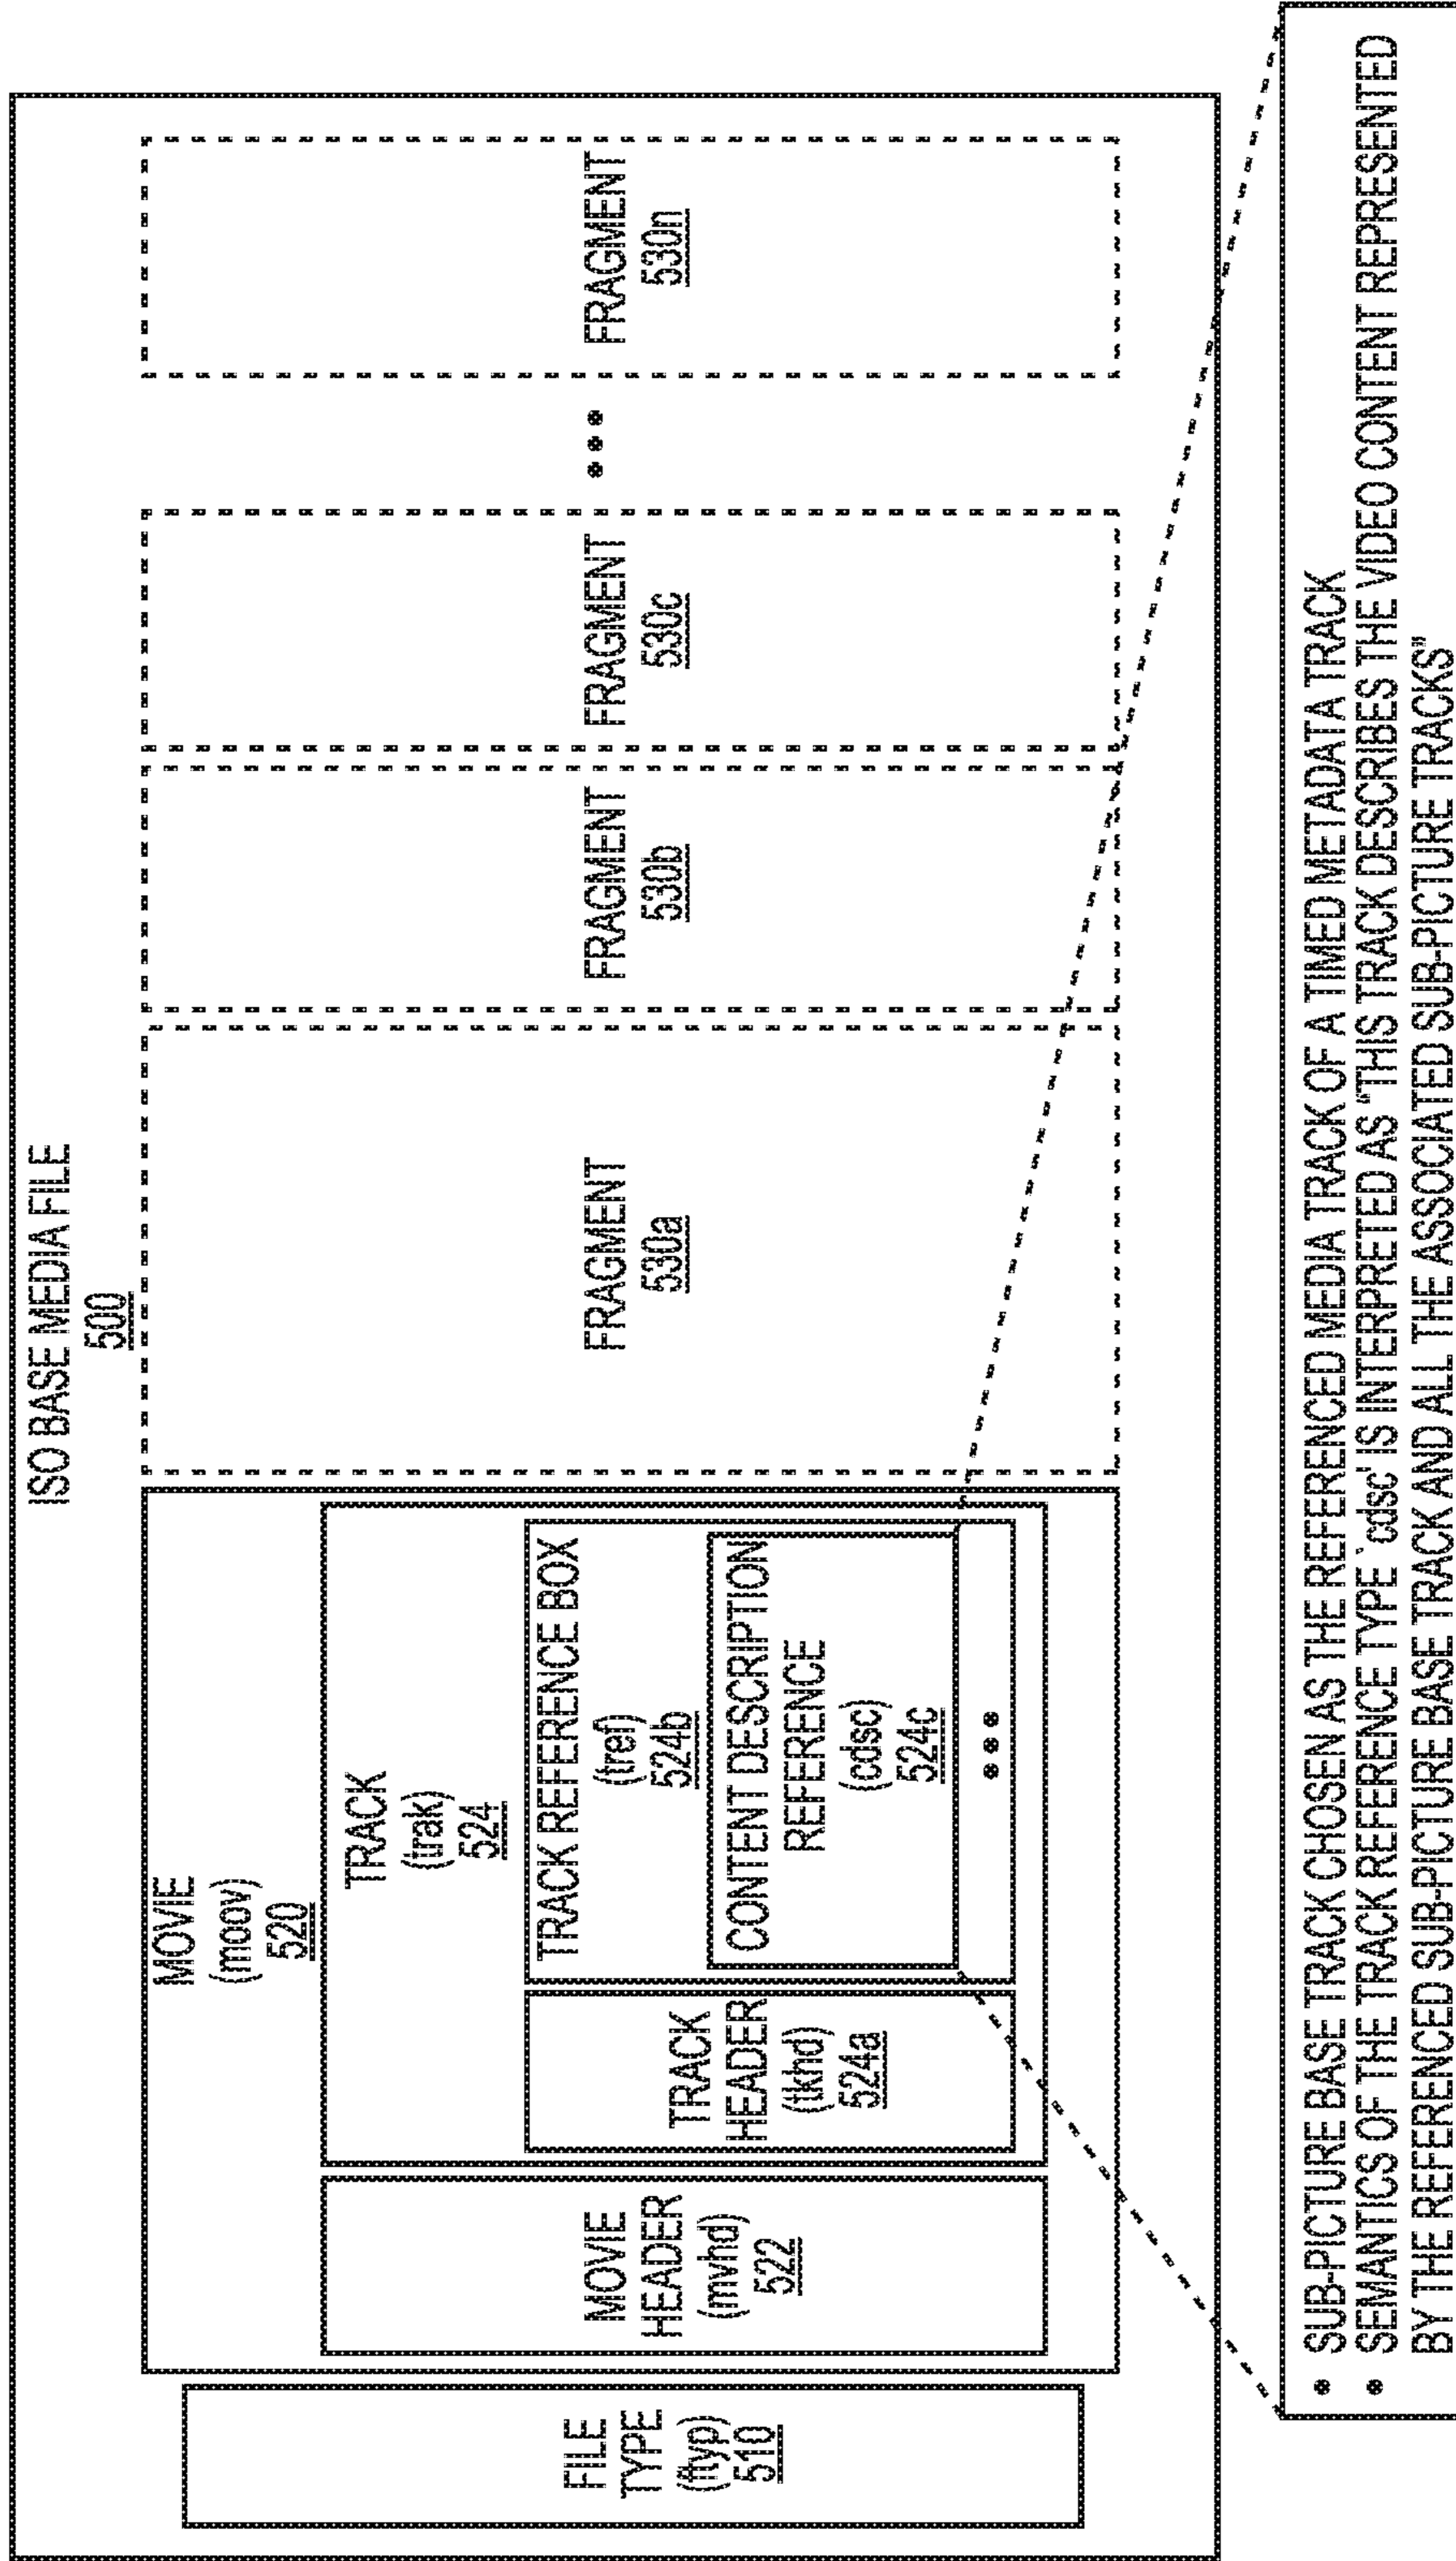 ISO BASE MEDIA FILE
500
FILE
TYPE
(ftyp)
510
MOVIE
(moov)
520
MOVIE
HEADER
(mvhd)
522
TRACK
(trak)
524
TRACK
HEADER
(tkhd)
524a
TRACK REFERENCE BOX
(tref)
524b
CONTENT DESCRIPTION
REFERENCE
(cdsc)
524c
•••
FRAGMENT
530a
FRAGMENT
530b
FRAGMENT
530c
•••
FRAGMENT
530n
• SUB-PICTURE BASE TRACK CHOSEN AS THE REFERENCED MEDIA TRACK OF A TIMED METADATA TRACK
• SEMANTICS OF THE TRACK REFERENCE TYPE `cdsc' IS INTERPRETED AS "THIS TRACK DESCRIBES THE VIDEO CONTENT REPRESENTED
BY THE REFERENCED SUB-PICTURE BASE TRACK AND ALL THE ASSOCIATED SUB-PICTURE TRACKS"